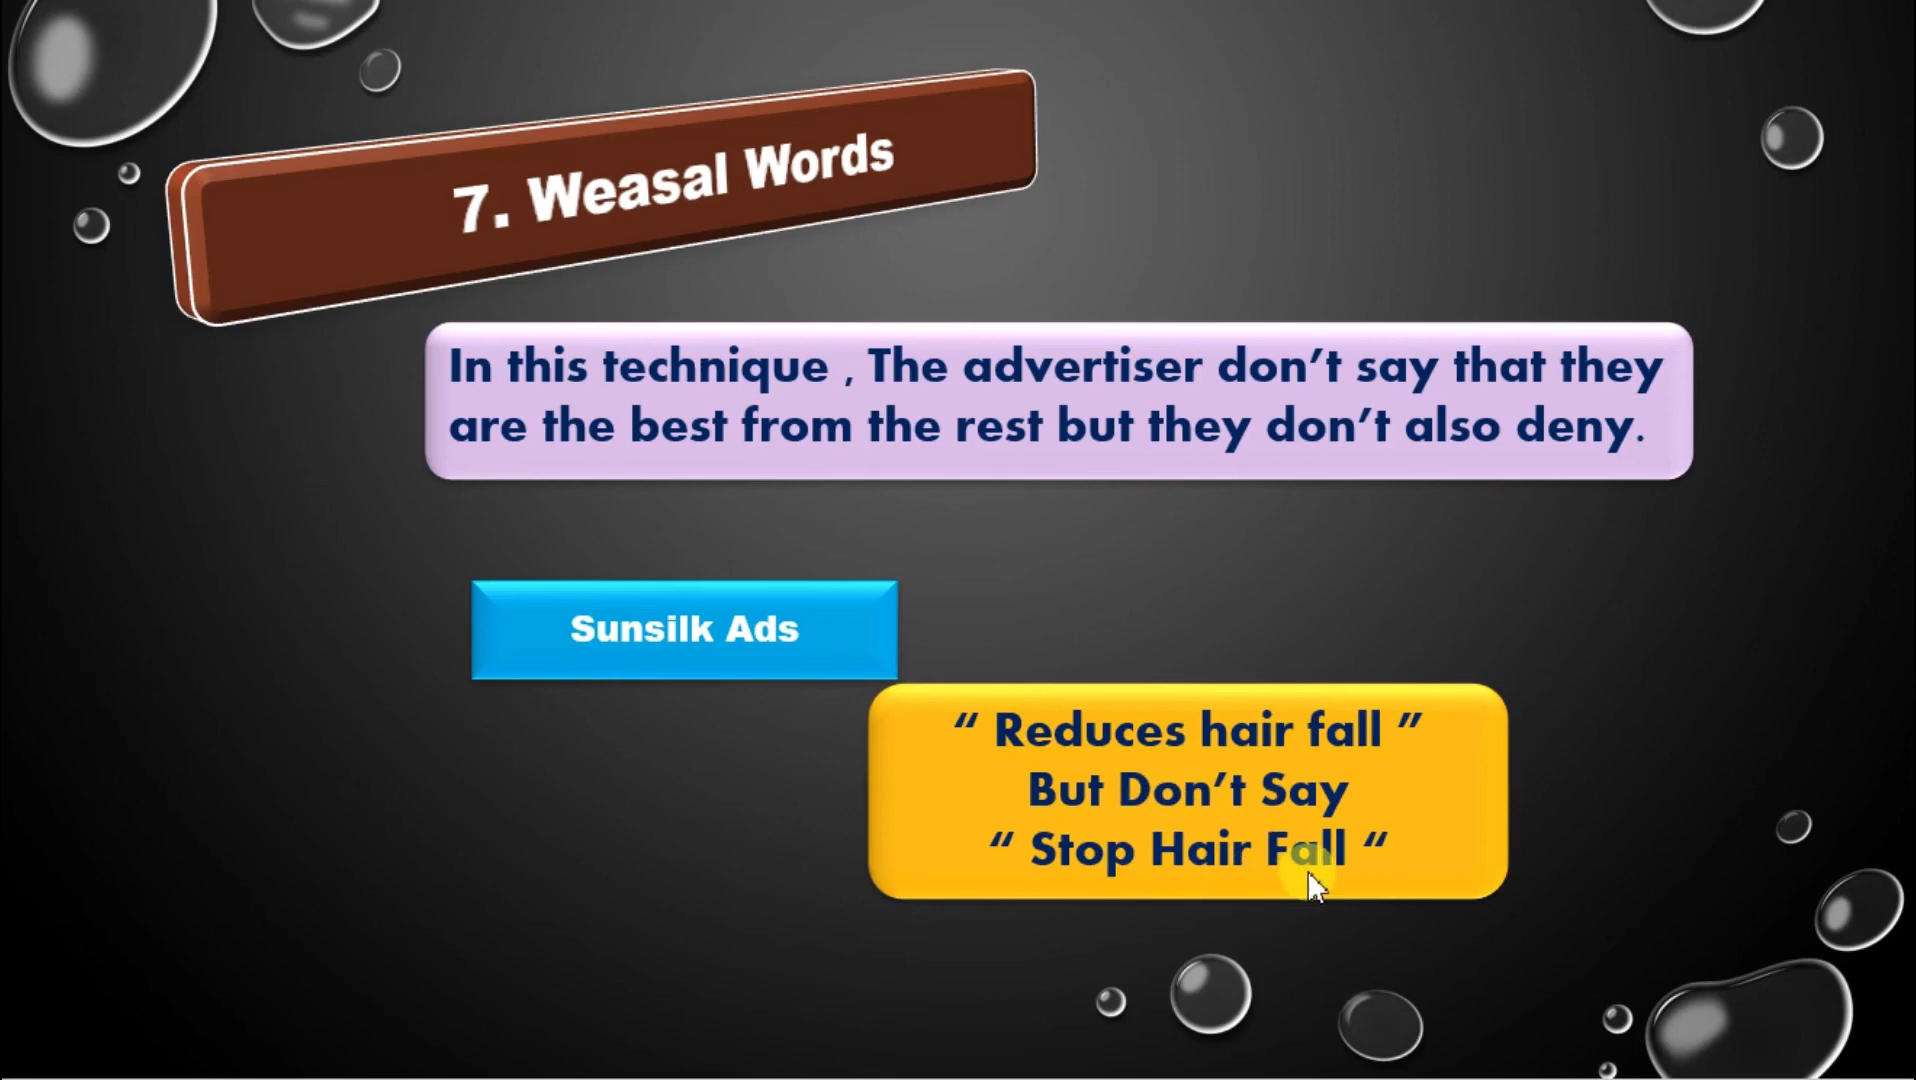 7. Weasal Words
In this technique , The advertiser don’t say that they
are the best from the rest but they don’t also deny.
Sunsilk Ads
“ Reduces hair fall ”
But Don’t Say
“ Stop Hair Fall “